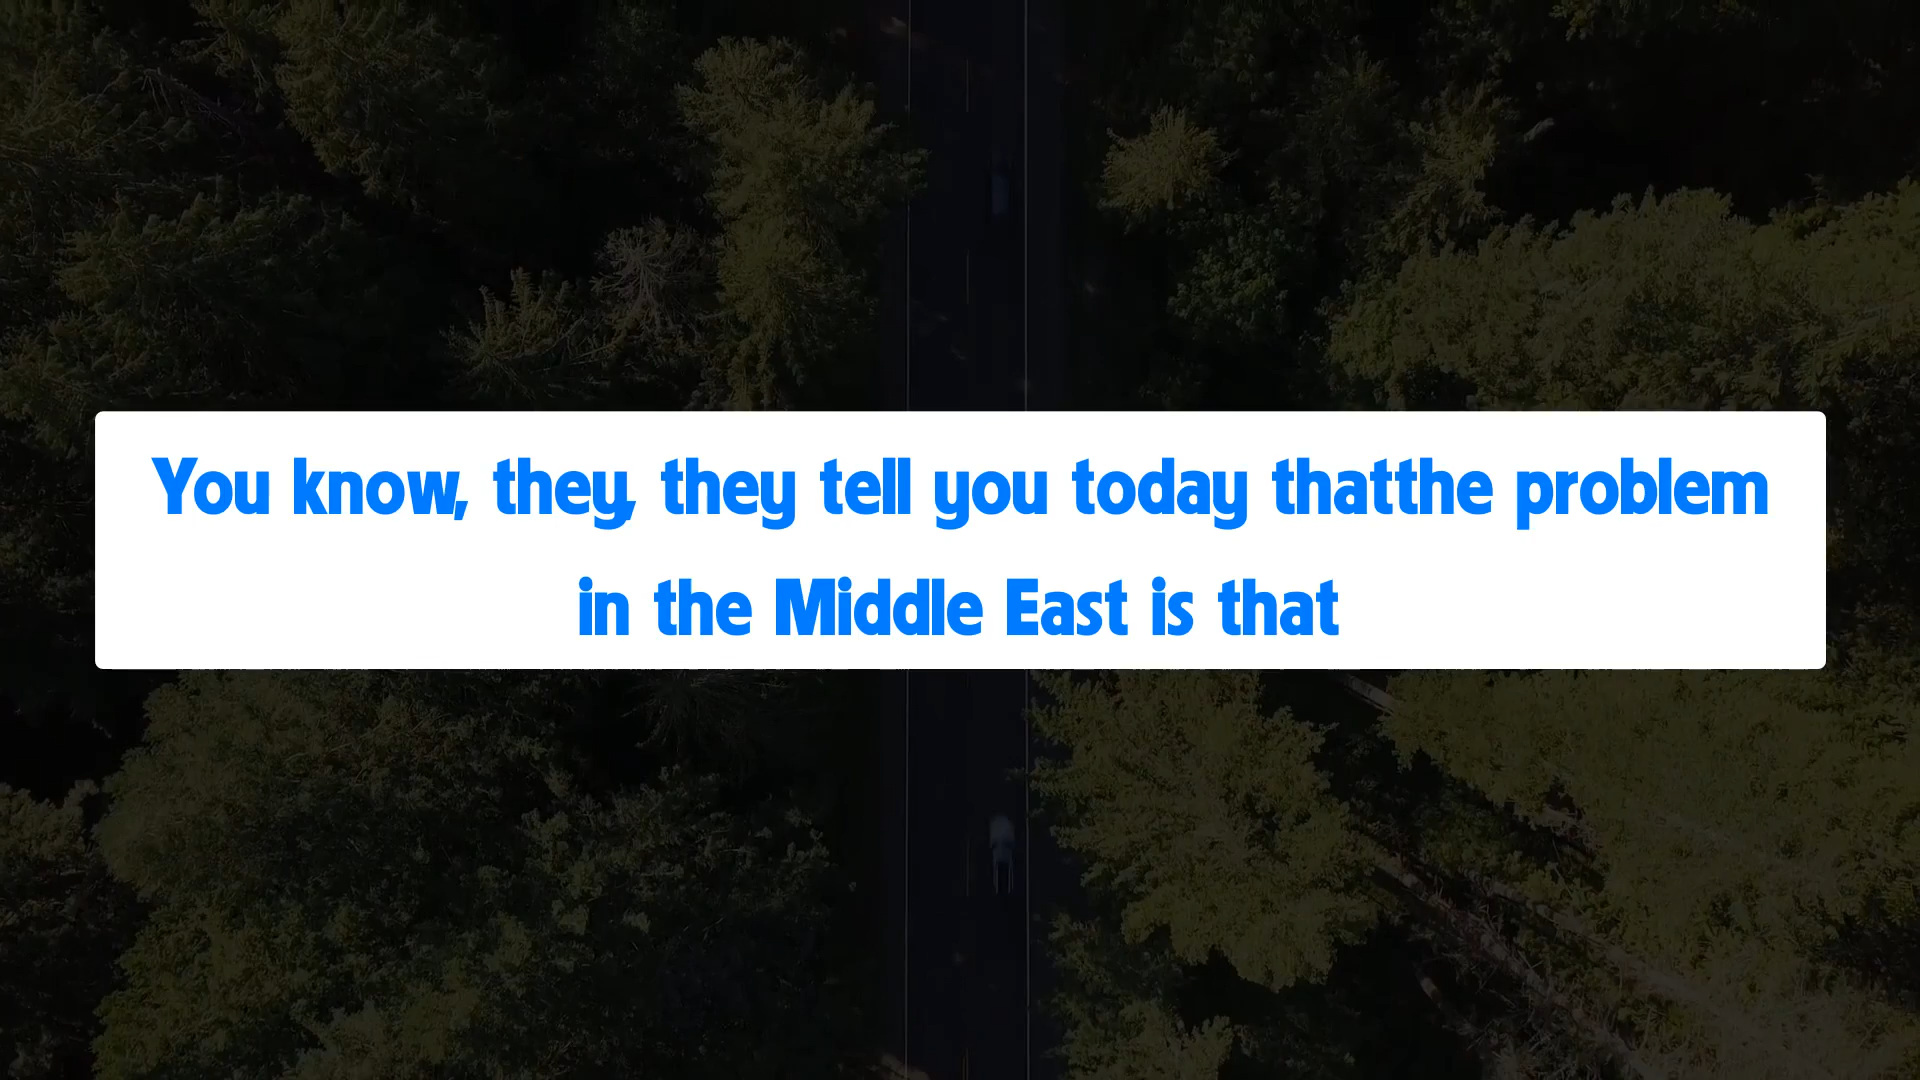 You know, they, they tell you today thatthe problem
in the Middle East is that